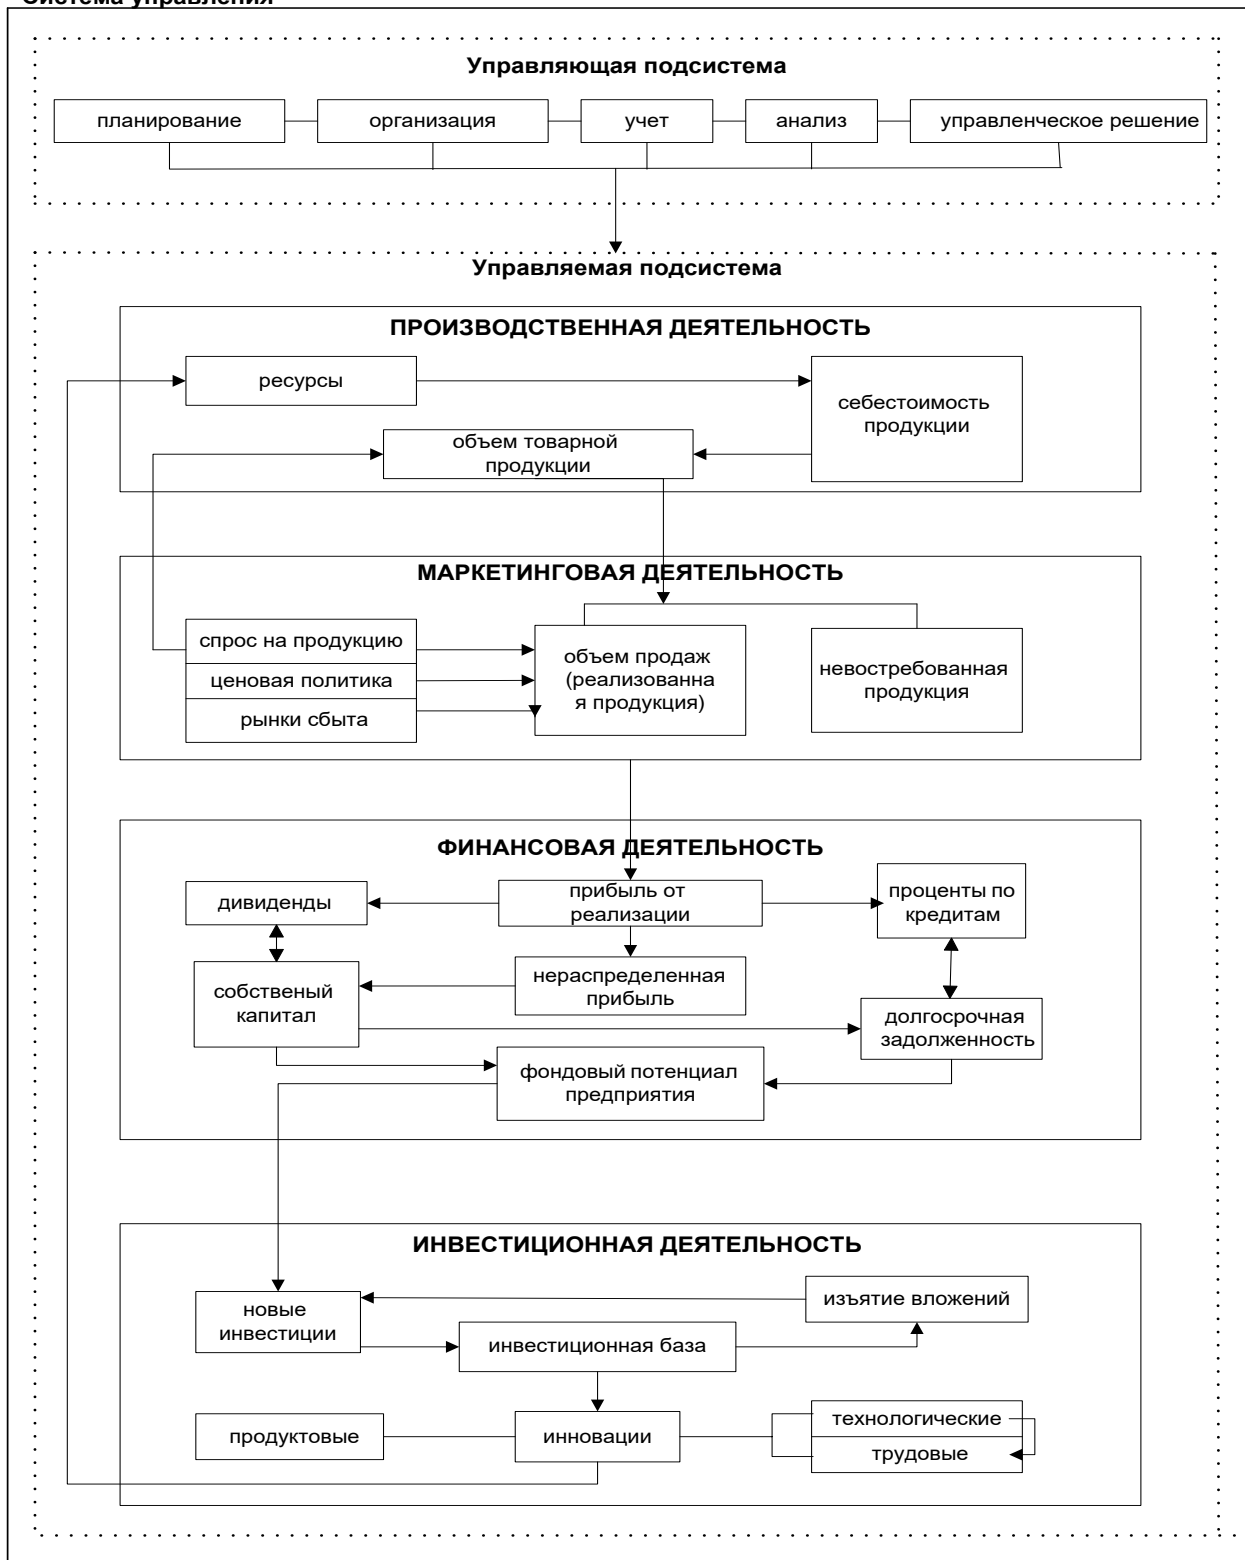 Система управления
Управляющая подсистема
планирование
организация
учет
анализ
управленческое решение
Управляемая подсистема
ПРОИЗВОДСТВЕННАЯ ДЕЯТЕЛЬНОСТЬ
ресурсы
себестоимость
продукции
объем товарной
продукции
МАРКЕТИНГОВАЯ ДЕЯТЕЛЬНОСТЬ
спрос на продукцию
ценовая политика
рынки сбыта
объем продаж
(реализованна
я продукция)
невостребованная
продукция
ФИНАНСОВАЯ ДЕЯТЕЛЬНОСТЬ
дивиденды
прибыль от
реализации
проценты по
кредитам
собственый
капитал
нераспределенная
прибыль
долгосрочная
задолженность
фондовый потенциал
предприятия
ИНВЕСТИЦИОННАЯ ДЕЯТЕЛЬНОСТЬ
новые
инвестиции
изъятие вложений
инвестиционная база
продуктовые
инновации
технологические
трудовые